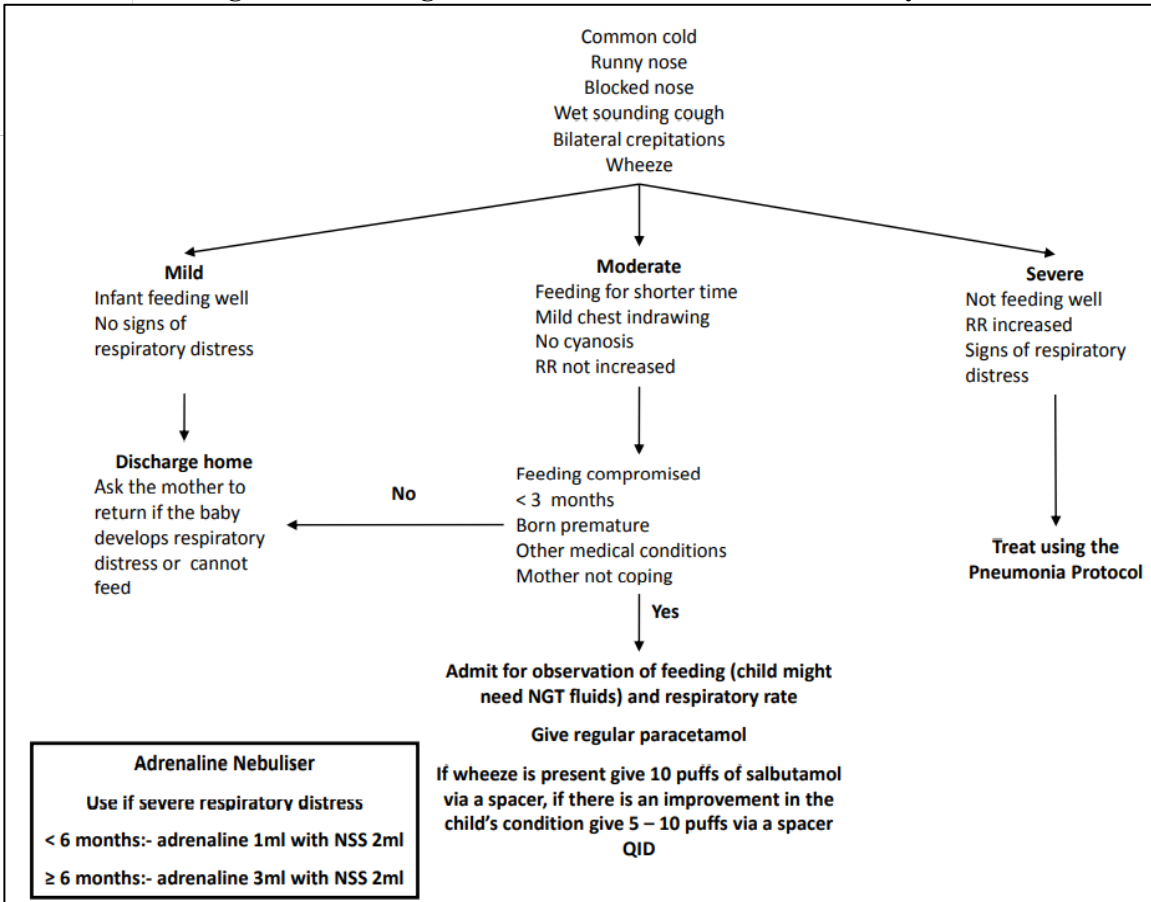 Common cold
Runny nose
Blocked nose
Wet sounding cough
Bilateral crepitations
Wheeze
Mild
Infant feeding well
No signs of
respiratory distress
Moderate
Feeding for shorter time
Mild chest indrawing
No cyanosis
RR not increased
Severe
Not feeding well
RR increased
Signs of respiratory
distress
Discharge home
Ask the mother to
return if the baby
develops respiratory
distress or cannot
feed
No
Feeding compromised
< 3 months
Born premature
Other medical conditions
Mother not coping
Treat using the
Pneumonia Protocol
Yes
Admit for observation of feeding (child might
need NGT fluids) and respiratory rate
Give regular paracetamol
If wheeze is present give 10 puffs of salbutamol
via a spacer, if there is an improvement in the
child's condition give 5 – 10 puffs via a spacer
QID
Adrenaline Nebuliser
Use if severe respiratory distress
< 6 months:- adrenaline 1ml with NSS 2ml
≥ 6 months:- adrenaline 3ml with NSS 2ml